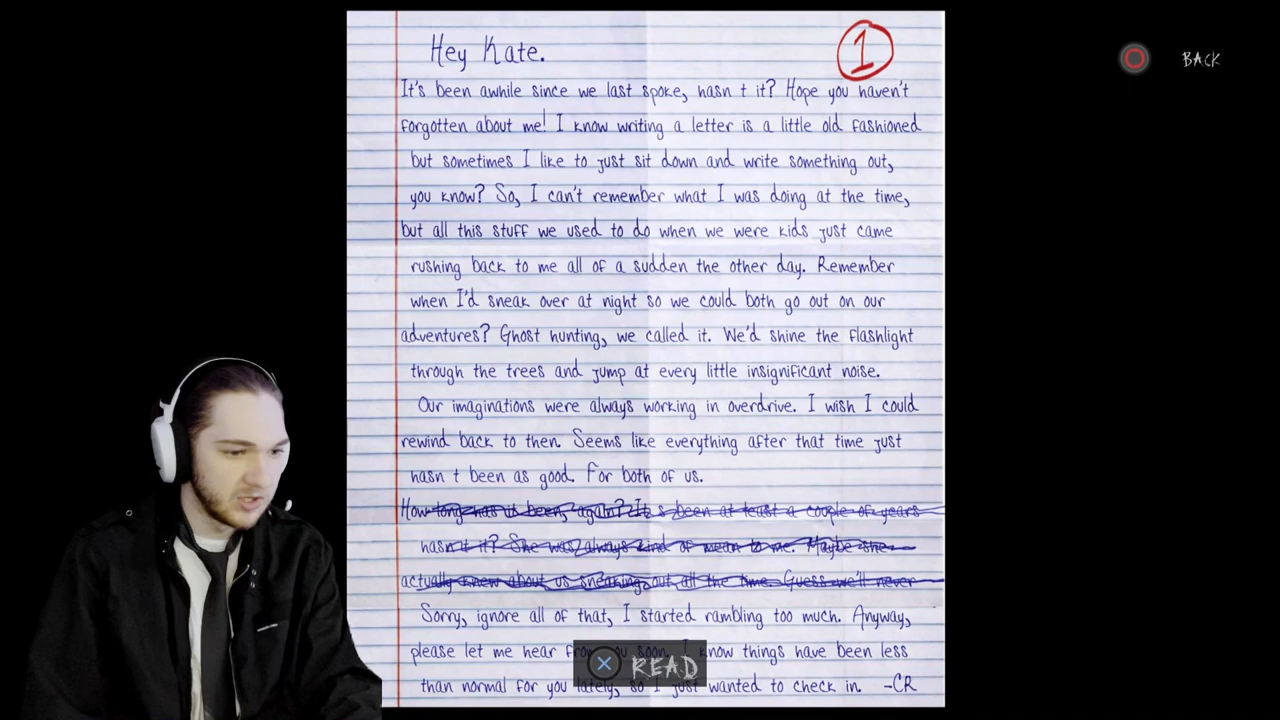 Hey Kate.
1
BACK
It's been awhile since we last spoke, hasn t it? Hope you haven't
forgotten about me! I know writing a letter is a little old fashioned
but sometimes I like to just sit down and write something out,
you know? So, I can't remember what I was doing at the time,
but all this stuff we used to do when we were kids just came
rushing back to me all of a sudden the other day. Remember
when I'd sneak over at night so we could both go out on our
adventures? Ghost hunting, we called it. We'd shine the flashlight
through the trees and jump at every little insignificant noise.
Our imaginations were always working in overdrive. I wish I could
rewind back to then. Seems like everything after that time just
hasn t been as good. For both of us.
How long has it been, again? It s been at least a couple of years
hasn t it? She was always kind of mean to me. Maybe she
actually knew about us sneaking out all the time. Guess we'll never
Sorry, ignore all of that, I started rambling too much. Anyway,
please let me hear from you soon. I know things have been less
than normal for you lately, so I just wanted to check in. -CR
READ